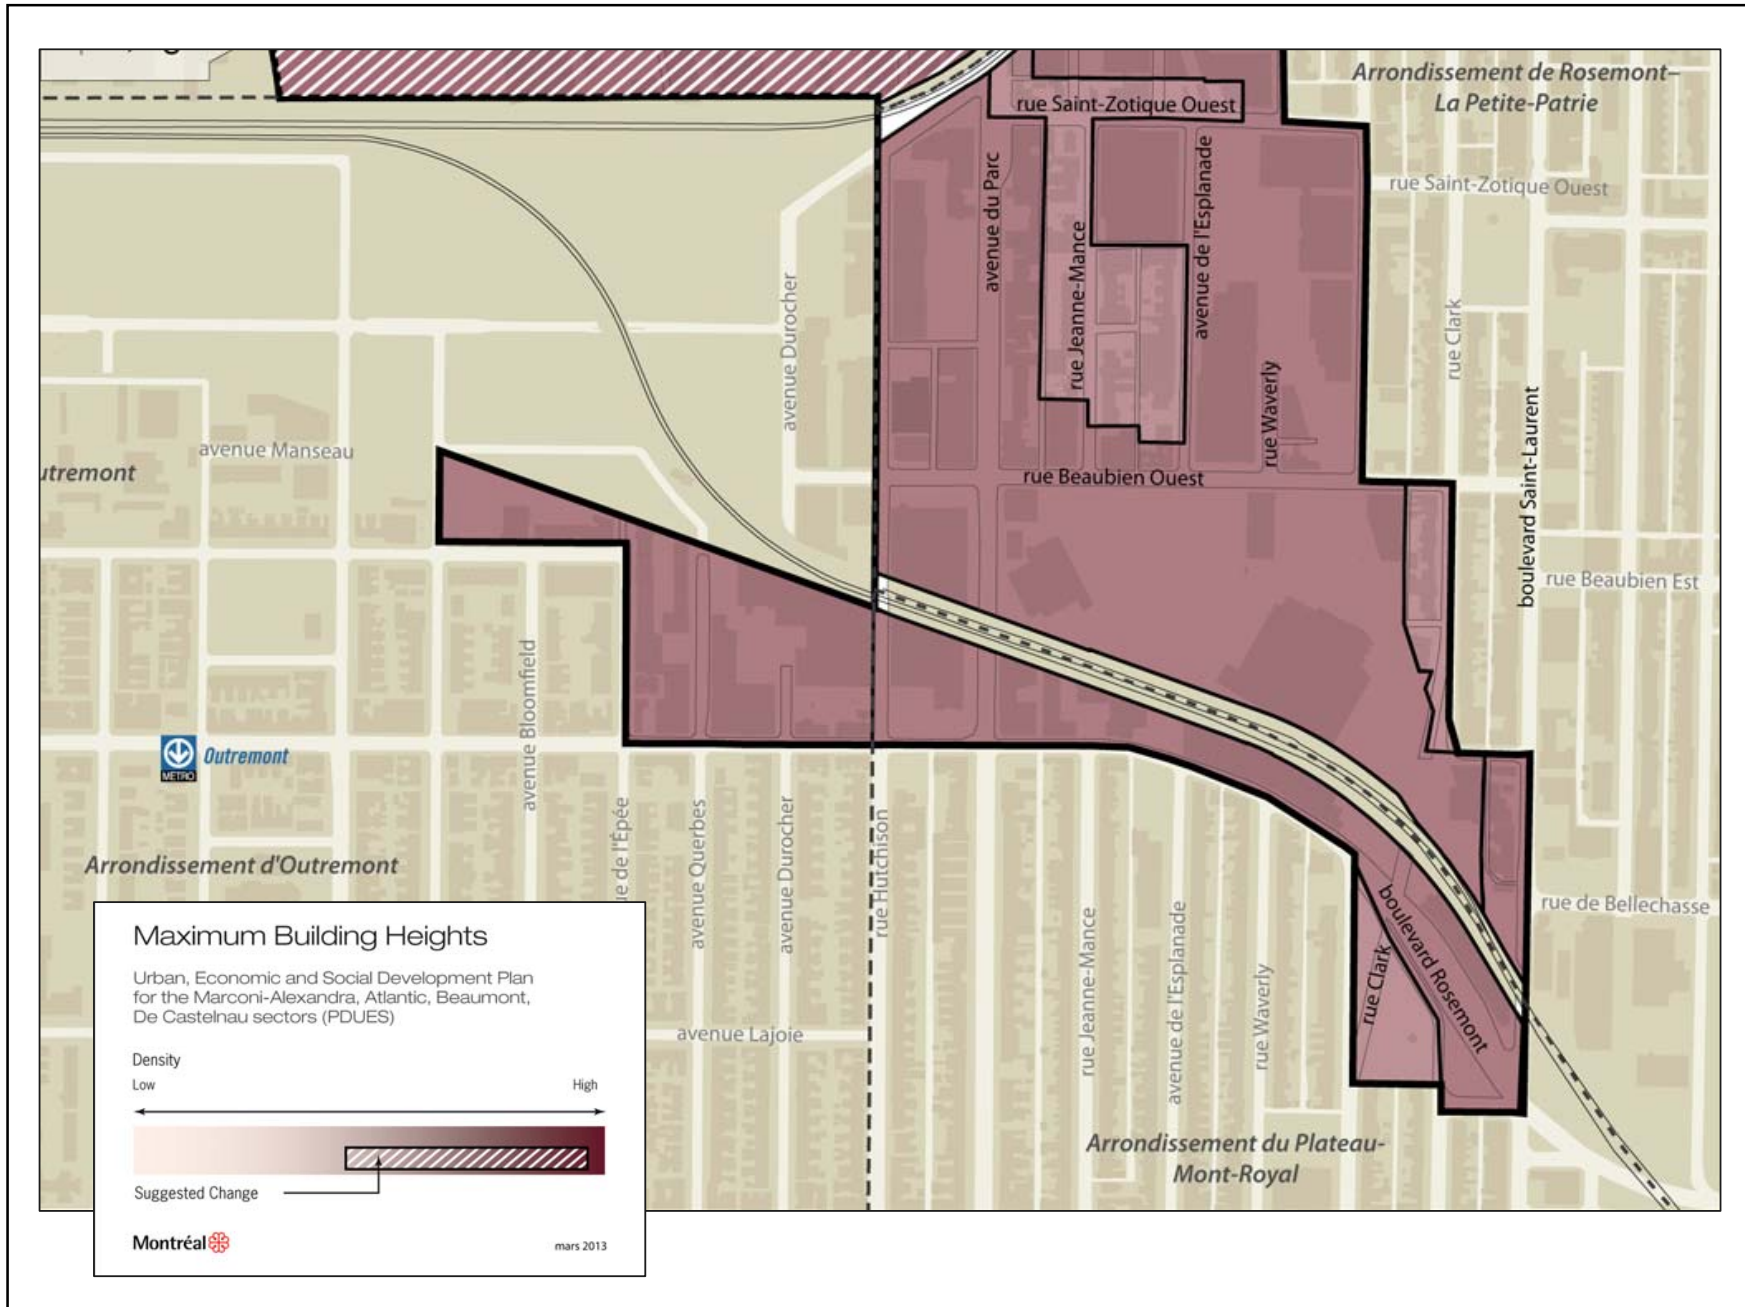 Arrondissement de Rosemont–
La Petite-Patrie
rue Saint-Zotique Ouest
rue Saint-Zotique Ouest
avenue du Parc
avenue de l'Esplanade
rue Jeanne-Mance
avenue Durocher
rue Clark
rue Waverly
boulevard Saint-Laurent
avenue Manseau
utremont
rue Beaubien Ouest
rue Beaubien Est
avenue Bloomfield
METRO
Outremont
ue de l'Épée
avenue Querbes
avenue Durocher
rue Hutchison
Arrondissement d'Outremont
rue de Bellechasse
boulevard Rosemont
rue Clark
rue Jeanne-Mance
avenue de l'Esplanade
rue Waverly
avenue Lajoie
Arrondissement du Plateau-
Mont-Royal
Maximum Building Heights
Urban, Economic and Social Development Plan
for the Marconi-Alexandra, Atlantic, Beaumont,
De Castelnau sectors (PDUES)
Density
Low
High
Suggested Change
Montréal
mars 2013